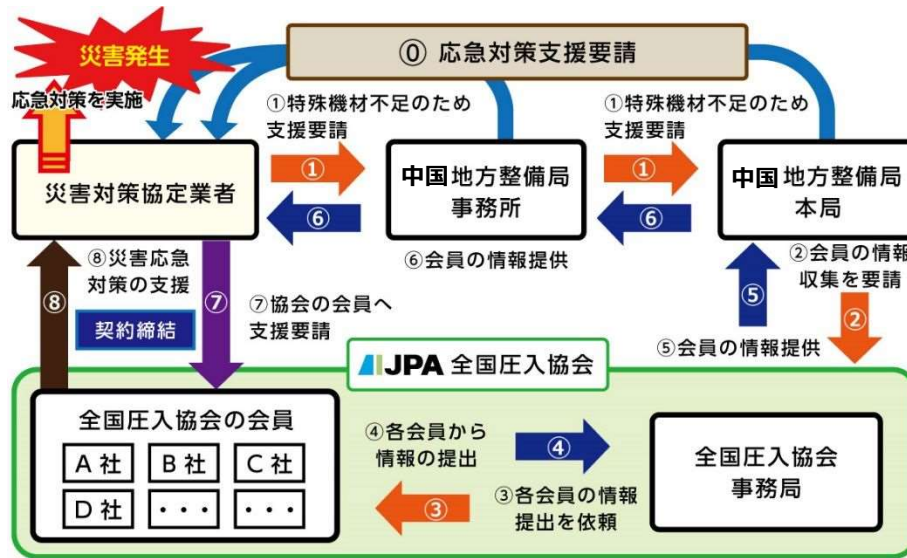 災害発生
⓪ 応急対策支援要請
応急対策を実施
①特殊機材不足のため
支援要請
①特殊機材不足のため
支援要請
災害対策協定業者
①
⑥
中国地方整備局
事務所
①
⑥
中国地方整備局
本局
⑥会員の情報提供
②会員の情報
収集を要請
⑧災害応急
対策の支援
⑧
契約締結
⑦
⑦協会の会員へ
支援要請
⑤
②
⑤会員の情報提供
JPA 全国圧入協会
全国圧入協会の会員
A社
B社
C社
D社
・・・
・・・
④各会員から
情報の提出
④
③
③各会員の情報
提出を依頼
全国圧入協会
事務局